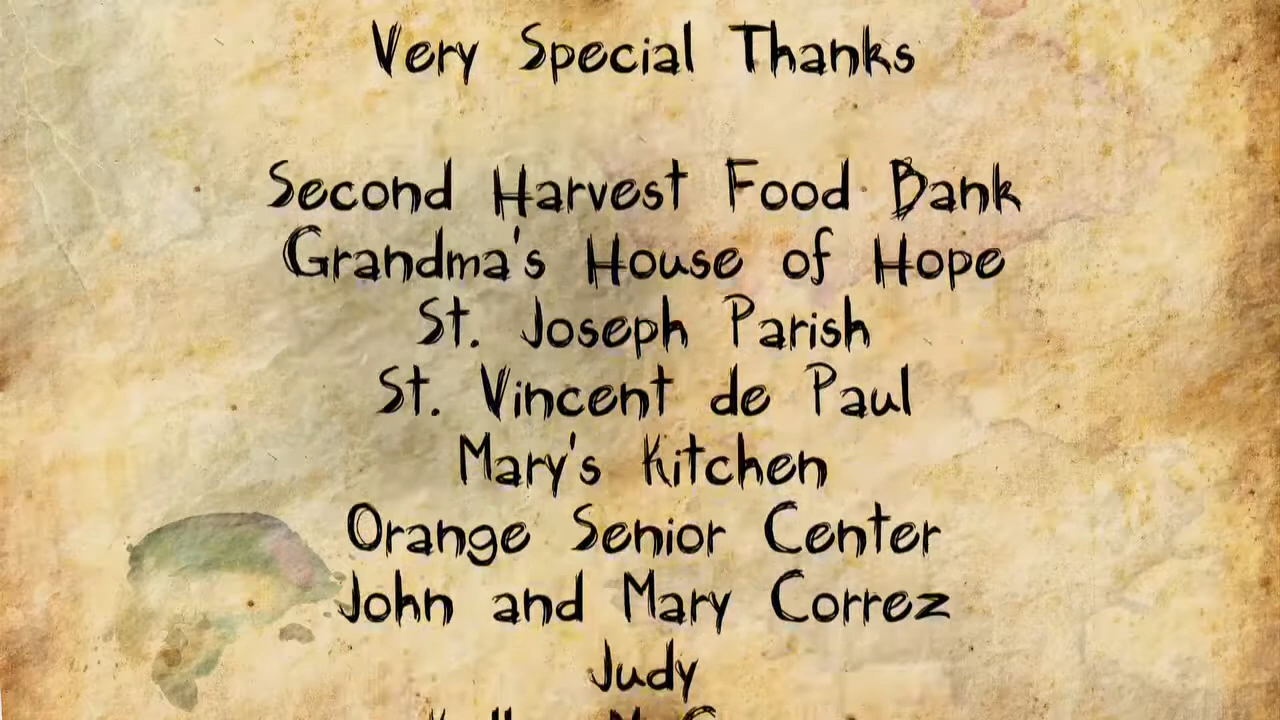 Very Special Thanks
Second Harvest Food Bank
Grandma's House of Hope
St. Joseph Parish
St. Vincent de Paul
Mary's Kitchen
Orange Senior Center
John and Mary Correz
Judy